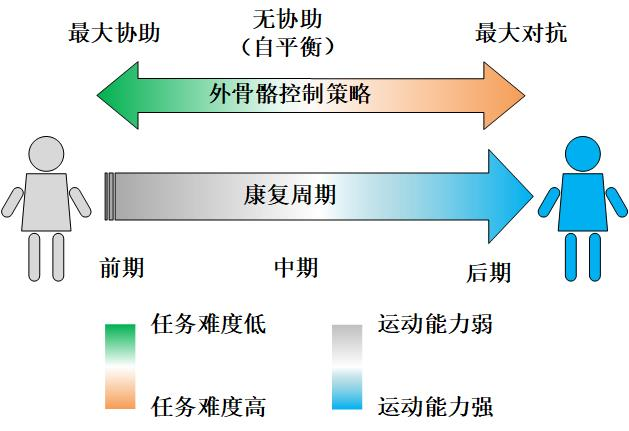 最大协助
无协助
（自平衡）
最大对抗
外骨骼控制策略
康复周期
前期
中期
后期
任务难度低
运动能力弱
任务难度高
运动能力强